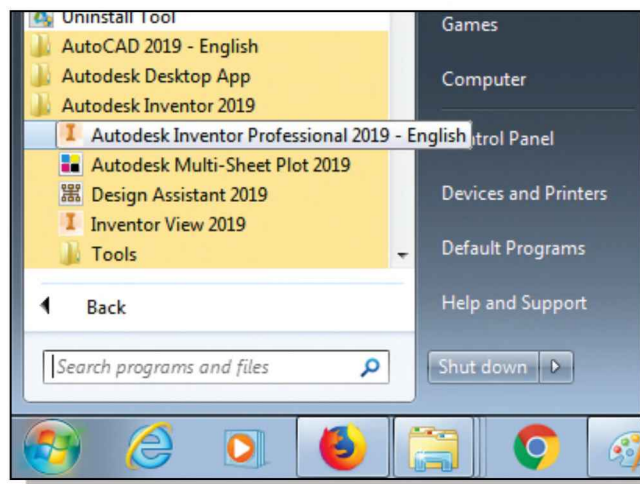 Uninstall Tool
AutoCAD 2019 - English
Autodesk Desktop App
Autodesk Inventor 2019
Autodesk Inventor Professional 2019 - English
Autodesk Multi-Sheet Plot 2019
Design Assistant 2019
Inventor View 2019
Tools
Back
Search programs and files
Games
Computer
trol Panel
Devices and Printers
Default Programs
Help and Support
Shut down